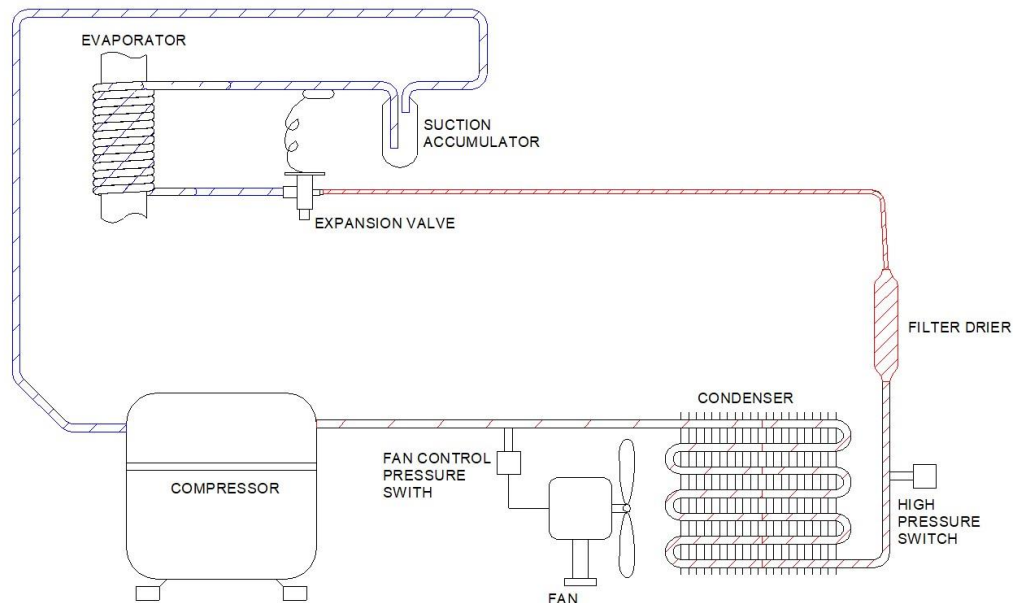 EVAPORATOR
SUCTION
ACCUMULATOR
EXPANSION VALVE
FILTER DRIER
CONDENSER
FAN CONTROL
PRESSURE
SWITH
COMPRESSOR
HIGH
PRESSURE
SWITCH
FAN